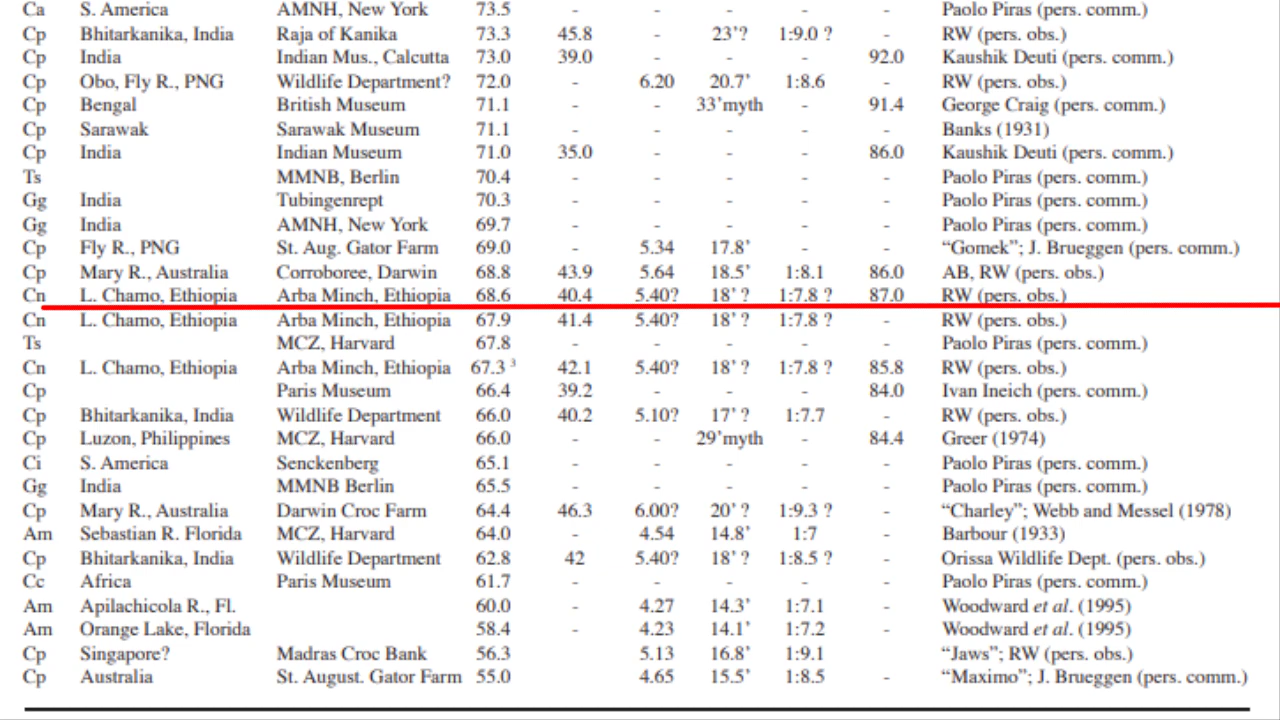 Ca S. America AMNH, New York 73.5 - - - - - Paolo Piras (pers. comm.)
Cp Bhitarkanika, India Raja of Kanika 73.3 45.8 - 23’? 1:9.0 ? - RW (pers. obs.)
Cp India Indian Mus., Calcutta 73.0 39.0 - - - 92.0 Kaushik Deuti (pers. comm.)
Cp Obo, Fly R., PNG Wildlife Department? 72.0 - 6.20 20.7’ 1:8.6 - RW (pers. obs.)
Cp Bengal British Museum 71.1 - - 33’myth - 91.4 George Craig (pers. comm.)
Cp Sarawak Sarawak Museum 71.1 - - - - - Banks (1931)
Cp India Indian Museum 71.0 35.0 - - - 86.0 Kaushik Deuti (pers. comm.)
Ts MMNB, Berlin 70.4 - - - - - Paolo Piras (pers. comm.)
Gg India Tubingenrept 70.3 - - - - - Paolo Piras (pers. comm.)
Gg India AMNH, New York 69.7 - - - - - Paolo Piras (pers. comm.)
Cp Fly R., PNG St. Aug. Gator Farm 69.0 5.34 17.8’ - - “Gomek”; J. Brueggen (pers. comm.)
Cp Mary R., Australia Corroboree, Darwin 68.8 43.9 5.64 18.5’ 1:8.1 86.0 AB, RW (pers. obs.)
Cn L. Chamo, Ethiopia Arba Minch, Ethiopia 68.6 40.4 5.40? 18’ ? 1:7.8 ? 87.0 RW (pers. obs.)
Cn L. Chamo, Ethiopia Arba Minch, Ethiopia 67.9 41.4 5.40? 18’ ? 1:7.8 ? - RW (pers. obs.)
Ts MCZ, Harvard 67.8 - - - - - Paolo Piras (pers. comm.)
Cn L. Chamo, Ethiopia Arba Minch, Ethiopia 67.3 ³ 42.1 5.40? 18’ ? 1:7.8 ? 85.8 RW (pers. obs.)
Cp Paris Museum 66.4 39.2 - - - 84.0 Ivan Ineich (pers. comm.)
Cp Bhitarkanika, India Wildlife Department 66.0 40.2 5.10? 17’ ? 1:7.7 - RW (pers. obs.)
Cp Luzon, Philippines MCZ, Harvard 66.0 - - 29’myth - 84.4 Greer (1974)
Ci S. America Senckenberg 65.1 - - - - - Paolo Piras (pers. comm.)
Gg India MMNB Berlin 65.5 - - - - - Paolo Piras (pers. comm.)
Cp Mary R., Australia Darwin Croc Farm 64.4 46.3 6.00? 20’ ? 1:9.3 ? - “Charley”; Webb and Messel (1978)
Am Sebastian R. Florida MCZ, Harvard 64.0 - 4.54 14.8’ 1:7 - Barbour (1933)
Cp Bhitarkanika, India Wildlife Department 62.8 42 5.40? 18’ ? 1:8.5 ? - Orissa Wildlife Dept. (pers. obs.)
Cc Africa Paris Museum 61.7 - - - - - Paolo Piras (pers. comm.)
Am Apilachicola R., Fl. 60.0 - 4.27 14.3’ 1:7.1 - Woodward et al. (1995)
Am Orange Lake, Florida 58.4 - 4.23 14.1’ 1:7.2 - Woodward et al. (1995)
Cp Singapore? Madras Croc Bank 56.3 5.13 16.8’ 1:9.1 “Jaws”; RW (pers. obs.)
Cp Australia St. August. Gator Farm 55.0 4.65 15.5’ 1:8.5 - “Maximo”; J. Brueggen (pers. comm.)